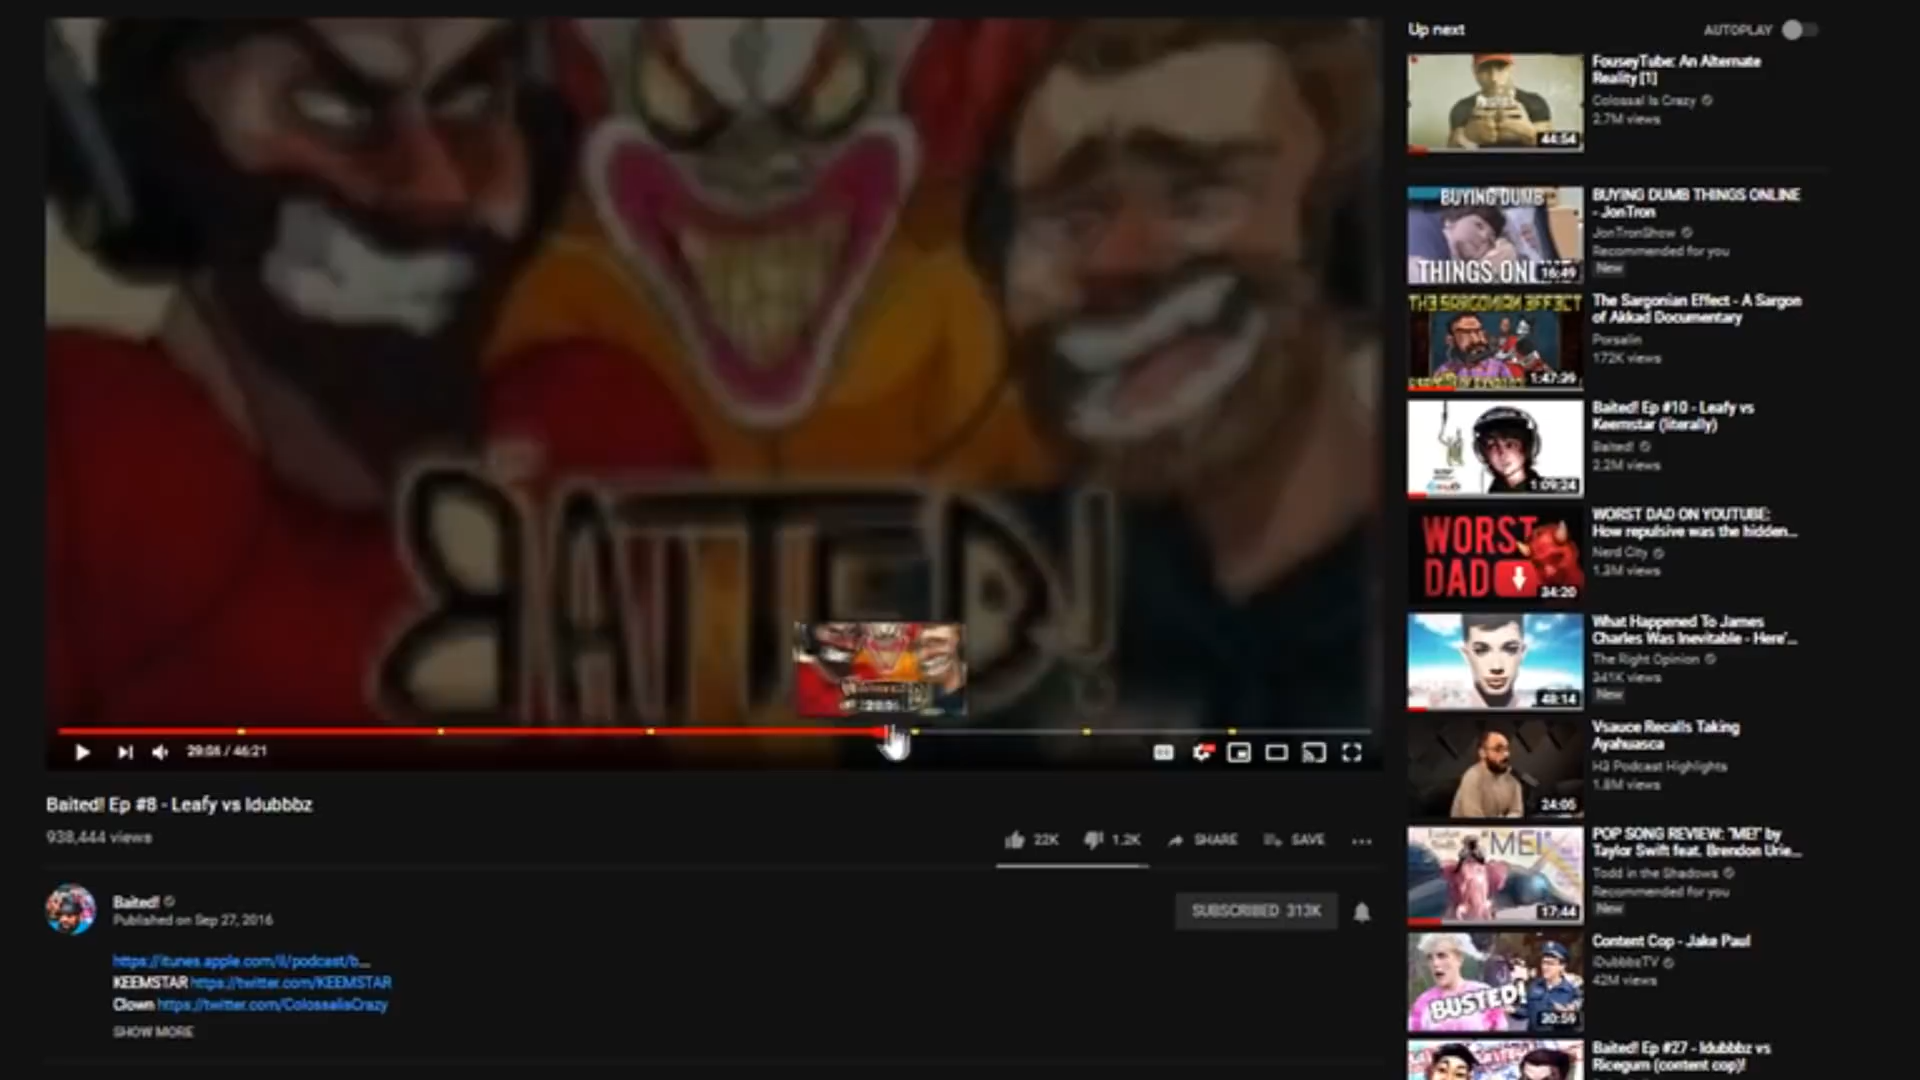 BAITED!
29:06 / 46:21
Baited! Ep #8 - Leafy vs Idubbbz
938,444 views
22K
1.2K
SHARE
SAVE
Baited!
Published on Sep 27, 2016
SUBSCRIBED 313K
https://itunes.apple.com/il/podcast/b...
KEEMSTAR https://twitter.com/KEEMSTAR
Clown https://twitter.com/ColossalisCrazy
SHOW MORE
Up next
AUTOPLAY
FouseyTube: An Alternate
Reality [1]
Colossal Is Crazy
2.7M views
44:54
BUYING DUMB
THINGS ONLINE
16:49
BUYING DUMB THINGS ONLINE
- JonTron
JonTronShow
Recommended for you
New
THE SARGONIAN EFFECT
1:47:39
The Sargonian Effect - A Sargon
of Akkad Documentary
Porsalin
172K views
1:09:24
Baited! Ep #10 - Leafy vs
Keemstar (literally)
Baited!
2.2M views
WORST
DAD
34:20
WORST DAD ON YOUTUBE:
How repulsive was the hidden...
Nerd City
1.3M views
48:14
What Happened To James
Charles Was Inevitable - Here'...
The Right Opinion
341K views
New
24:05
Vsauce Recalls Taking
Ayahuasca
H3 Podcast Highlights
1.8M views
"ME!"
17:44
POP SONG REVIEW: "ME!" by
Taylor Swift feat. Brendon Urie...
Todd in the Shadows
Recommended for you
New
BUSTED!
20:59
Content Cop - Jake Paul
iDubbbzTV
42M views
Baited! Ep #27 - Idubbbz vs
Ricegum (content cop)!